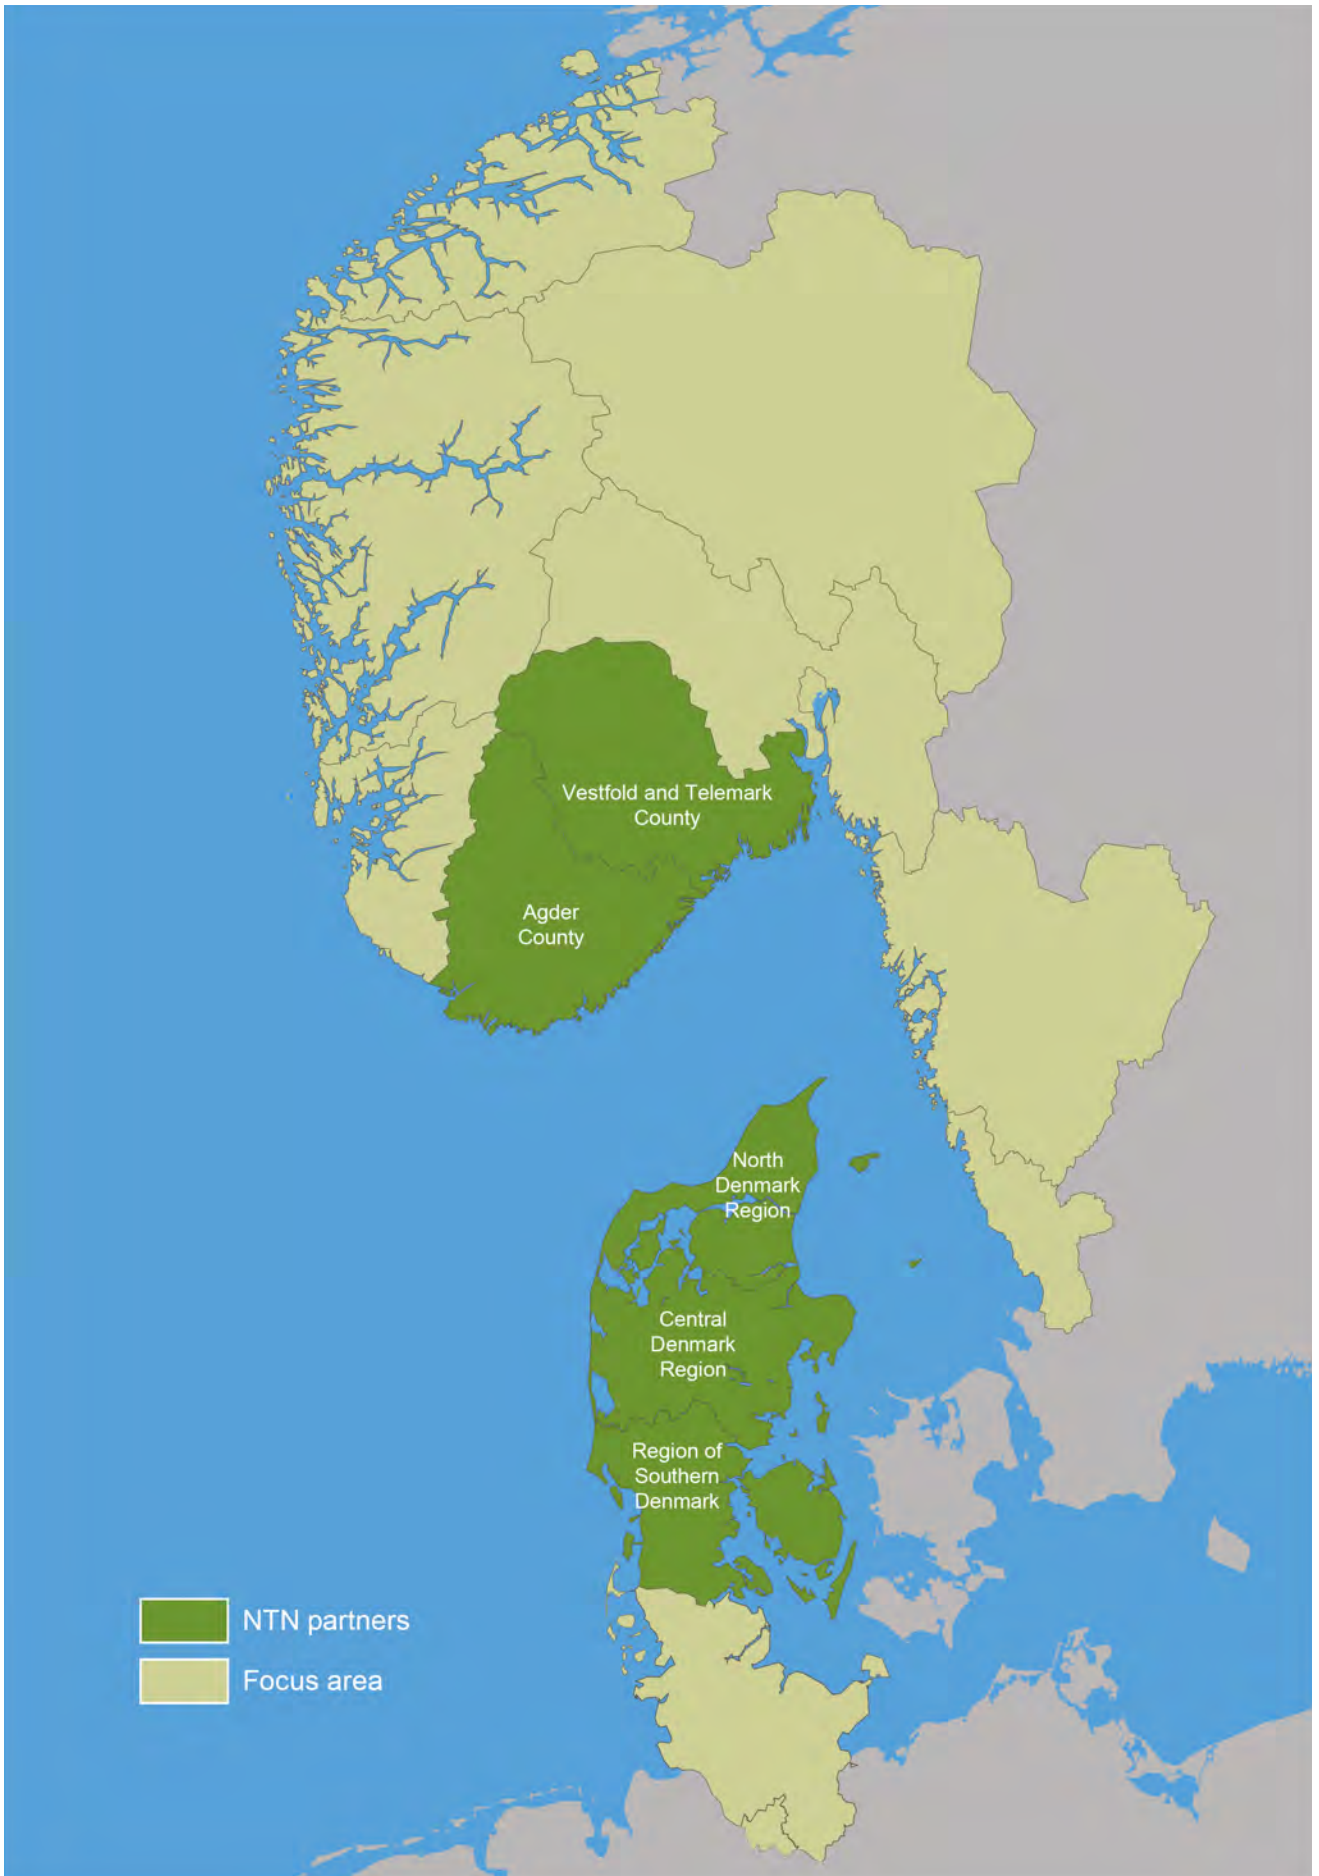 Vestfold and Telemark
County
Agder
County
North
Denmark
Region
Central
Denmark
Region
Region of
Southern
Denmark
NTN partners
Focus area